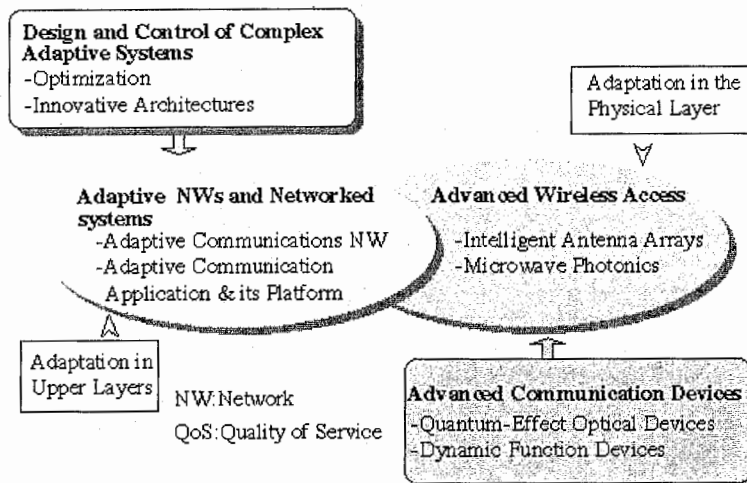 Design and Control of Complex
Adaptive Systems
-Optimization
-Innovative Architectures
Adaptation in the
Physical Layer
Adaptive NWs and Networked
systems
-Adaptive Communications NW
-Adaptive Communication
Application & its Platform
Advanced Wireless Access
-Intelligent Antenna Arrays
-Microwave Photonics
Adaptation in
Upper Layers
NW:Network
QoS:Quality of Service
Advanced Communication Devices
-Quantum-Effect Optical Devices
-Dynamic Function Devices